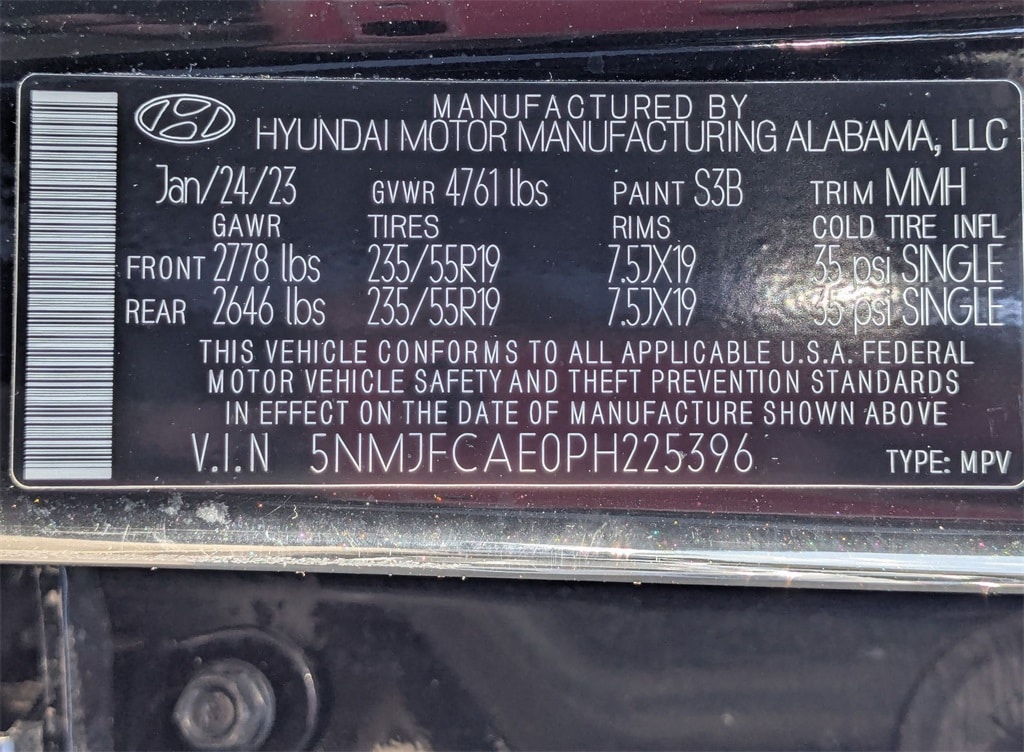 MANUFACTURED BY
HYUNDAI MOTOR MANUFACTURING ALABAMA, LLC
Jan/24/23 GVWR 4761 lbs PAINT S3B TRIM MMH
GAWR TIRES RIMS COLD TIRE INFL
FRONT 2778 lbs 235/55R19 7.5JX19 35 psi SINGLE
REAR 2646 lbs 235/55R19 7.5JX19 35 psi SINGLE
THIS VEHICLE CONFORMS TO ALL APPLICABLE U.S.A. FEDERAL
MOTOR VEHICLE SAFETY AND THEFT PREVENTION STANDARDS
IN EFFECT ON THE DATE OF MANUFACTURE SHOWN ABOVE
V.I.N 5NMJFCAE0PH225396 TYPE: MPV